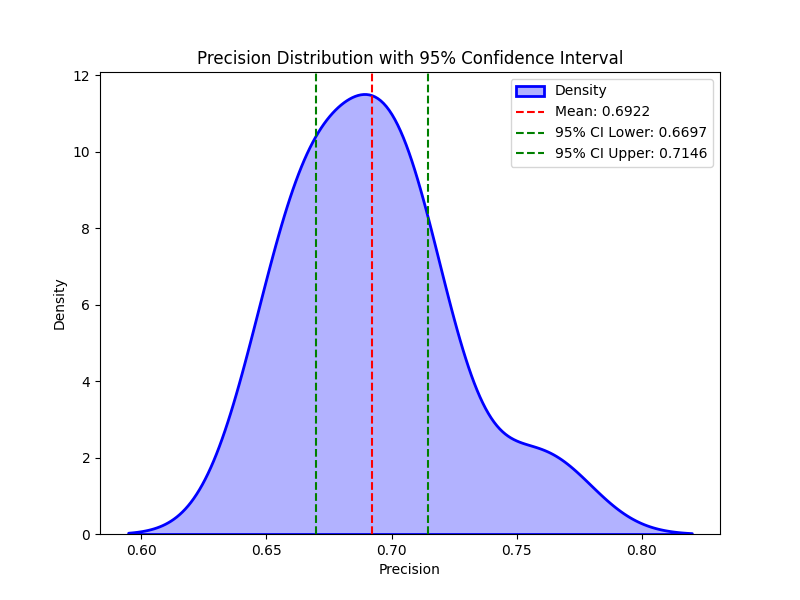 Precision Distribution with 95% Confidence Interval
Density
Mean: 0.6922
95% CI Lower: 0.6697
95% CI Upper: 0.7146
12
10
8
6
4
2
0
Density
0.60 0.65 0.70 0.75 0.80
Precision